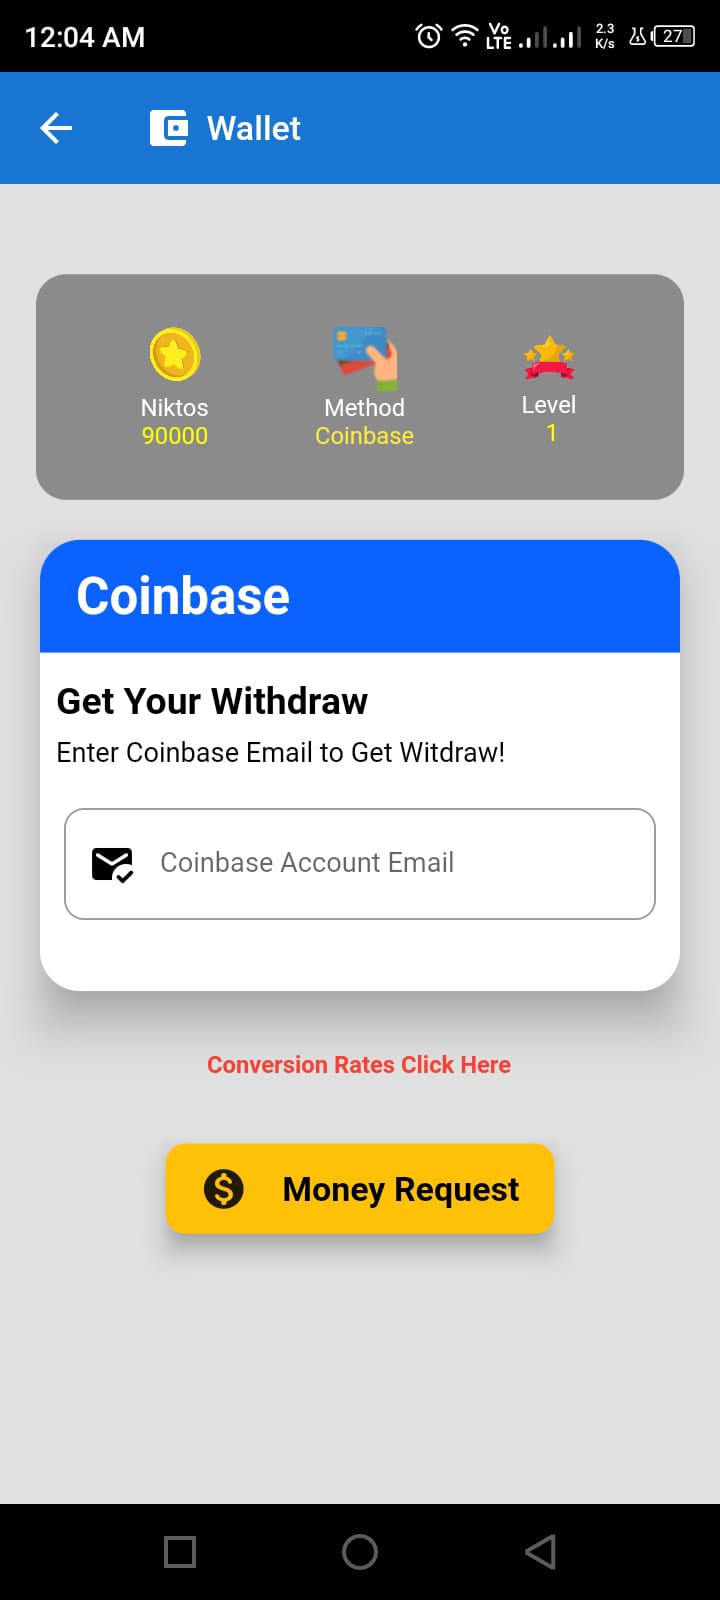 12:04 AM
Vo
LTE
2.3
K/s
27
Wallet
Niktos
90000
Method
Coinbase
Level
1
Coinbase
Get Your Withdraw
Enter Coinbase Email to Get Witdraw!
Coinbase Account Email
Conversion Rates Click Here
Money Request